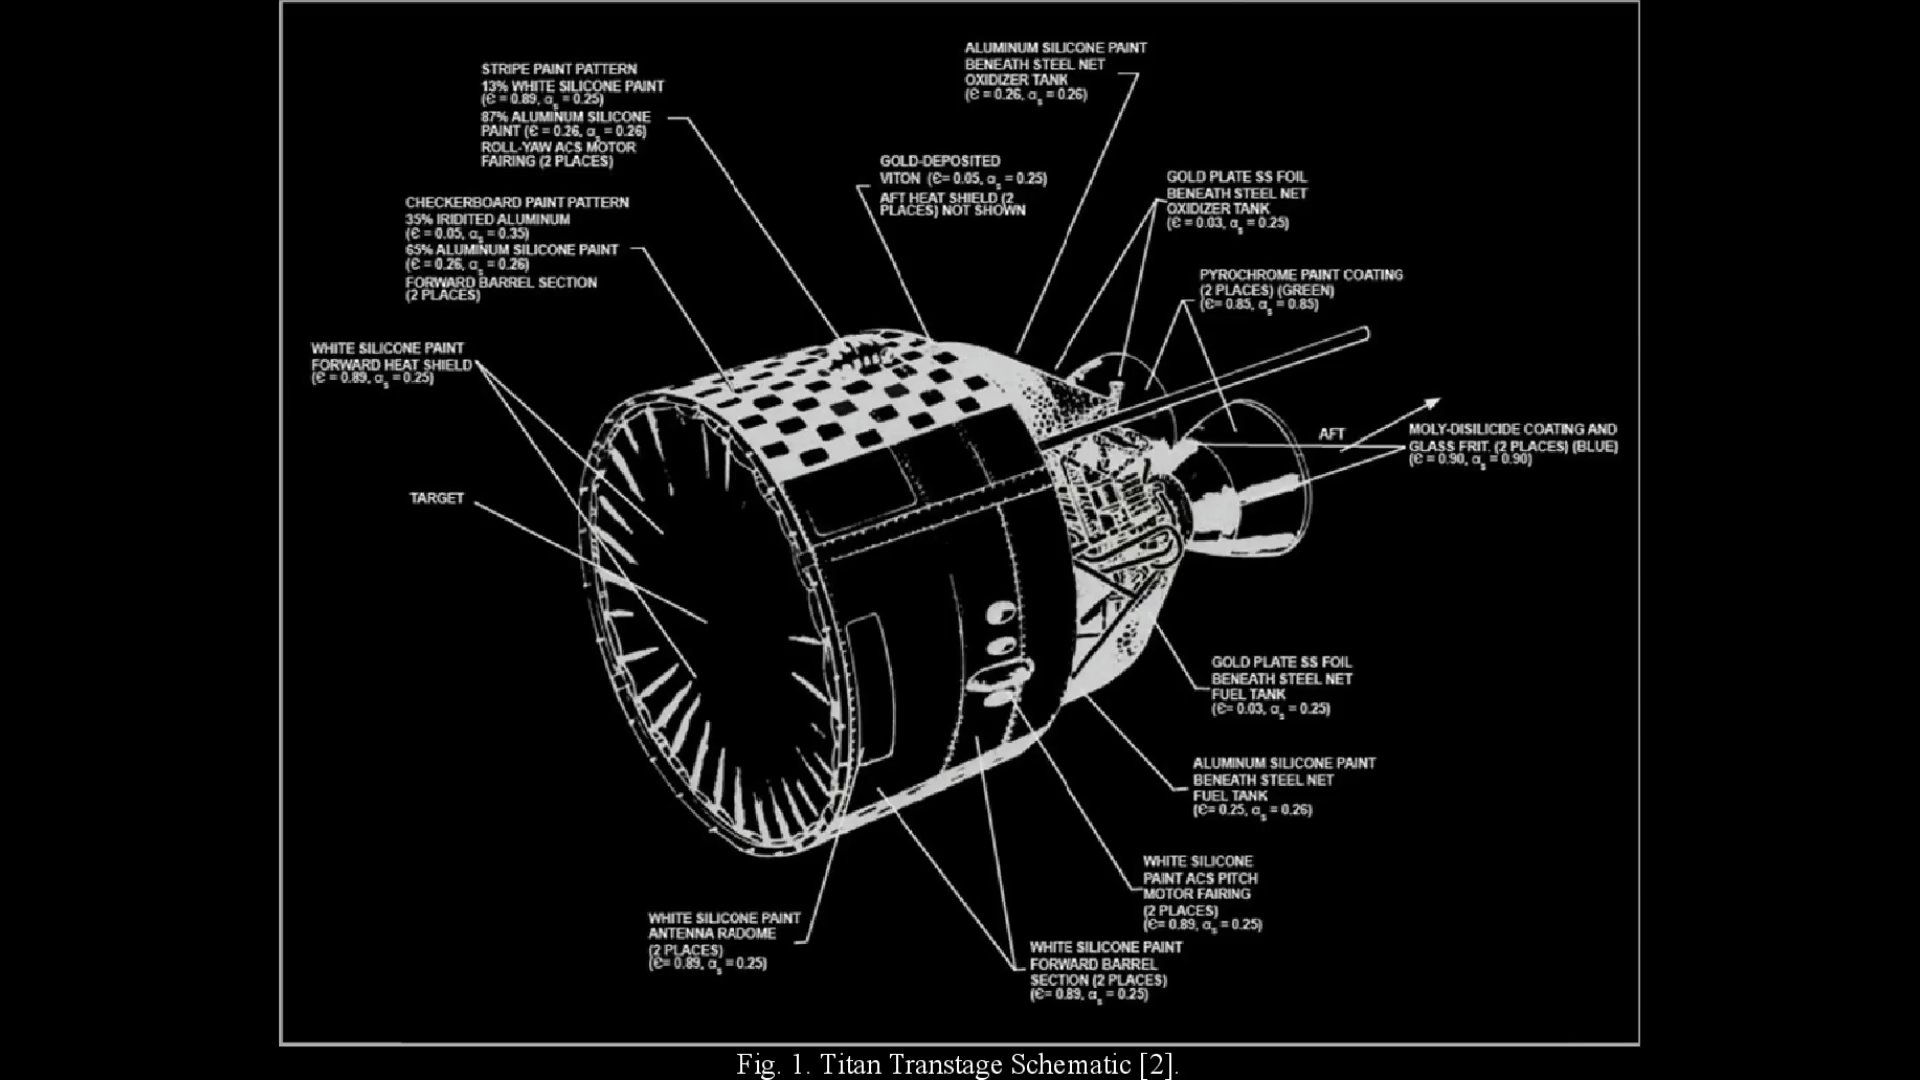 STRIPE PAINT PATTERN
13% WHITE SILICONE PAINT
(Є = 0.89, αs = 0.25)
87% ALUMINUM SILICONE
PAINT (Є = 0.26, αs = 0.26)
ROLL-YAW ACS MOTOR
FAIRING (2 PLACES)
ALUMINUM SILICONE PAINT
BENEATH STEEL NET
OXIDIZER TANK
(Є = 0.26, αs = 0.26)
GOLD-DEPOSITED
VITON (Є= 0.05, αs = 0.25)
AFT HEAT SHIELD (2
PLACES) NOT SHOWN
GOLD PLATE SS FOIL
BENEATH STEEL NET
OXIDIZER TANK
(Є = 0.03, αs = 0.25)
CHECKERBOARD PAINT PATTERN
35% IRIDITED ALUMINUM
(Є = 0.05, αs = 0.35)
65% ALUMINUM SILICONE PAINT
(Є = 0.26, αs = 0.26)
FORWARD BARREL SECTION
(2 PLACES)
PYROCHROME PAINT COATING
(2 PLACES) (GREEN)
(Є= 0.85, αs = 0.85)
WHITE SILICONE PAINT
FORWARD HEAT SHIELD
(Є = 0.89, αs = 0.25)
AFT
MOLY-DISILICIDE COATING AND
GLASS FRIT. (2 PLACES) (BLUE)
(Є = 0.90, αs = 0.90)
TARGET
GOLD PLATE SS FOIL
BENEATH STEEL NET
FUEL TANK
(Є= 0.03, αs = 0.25)
ALUMINUM SILICONE PAINT
BENEATH STEEL NET
FUEL TANK
(Є= 0.25, αs = 0.26)
WHITE SILICONE
PAINT ACS PITCH
MOTOR FAIRING
(2 PLACES)
(Є= 0.89, αs = 0.25)
WHITE SILICONE PAINT
ANTENNA RADOME
(2 PLACES)
(Є= 0.89, αs = 0.25)
WHITE SILICONE PAINT
FORWARD BARREL
SECTION (2 PLACES)
(Є= 0.89, αs = 0.25)
Fig. 1. Titan Transtage Schematic [2].